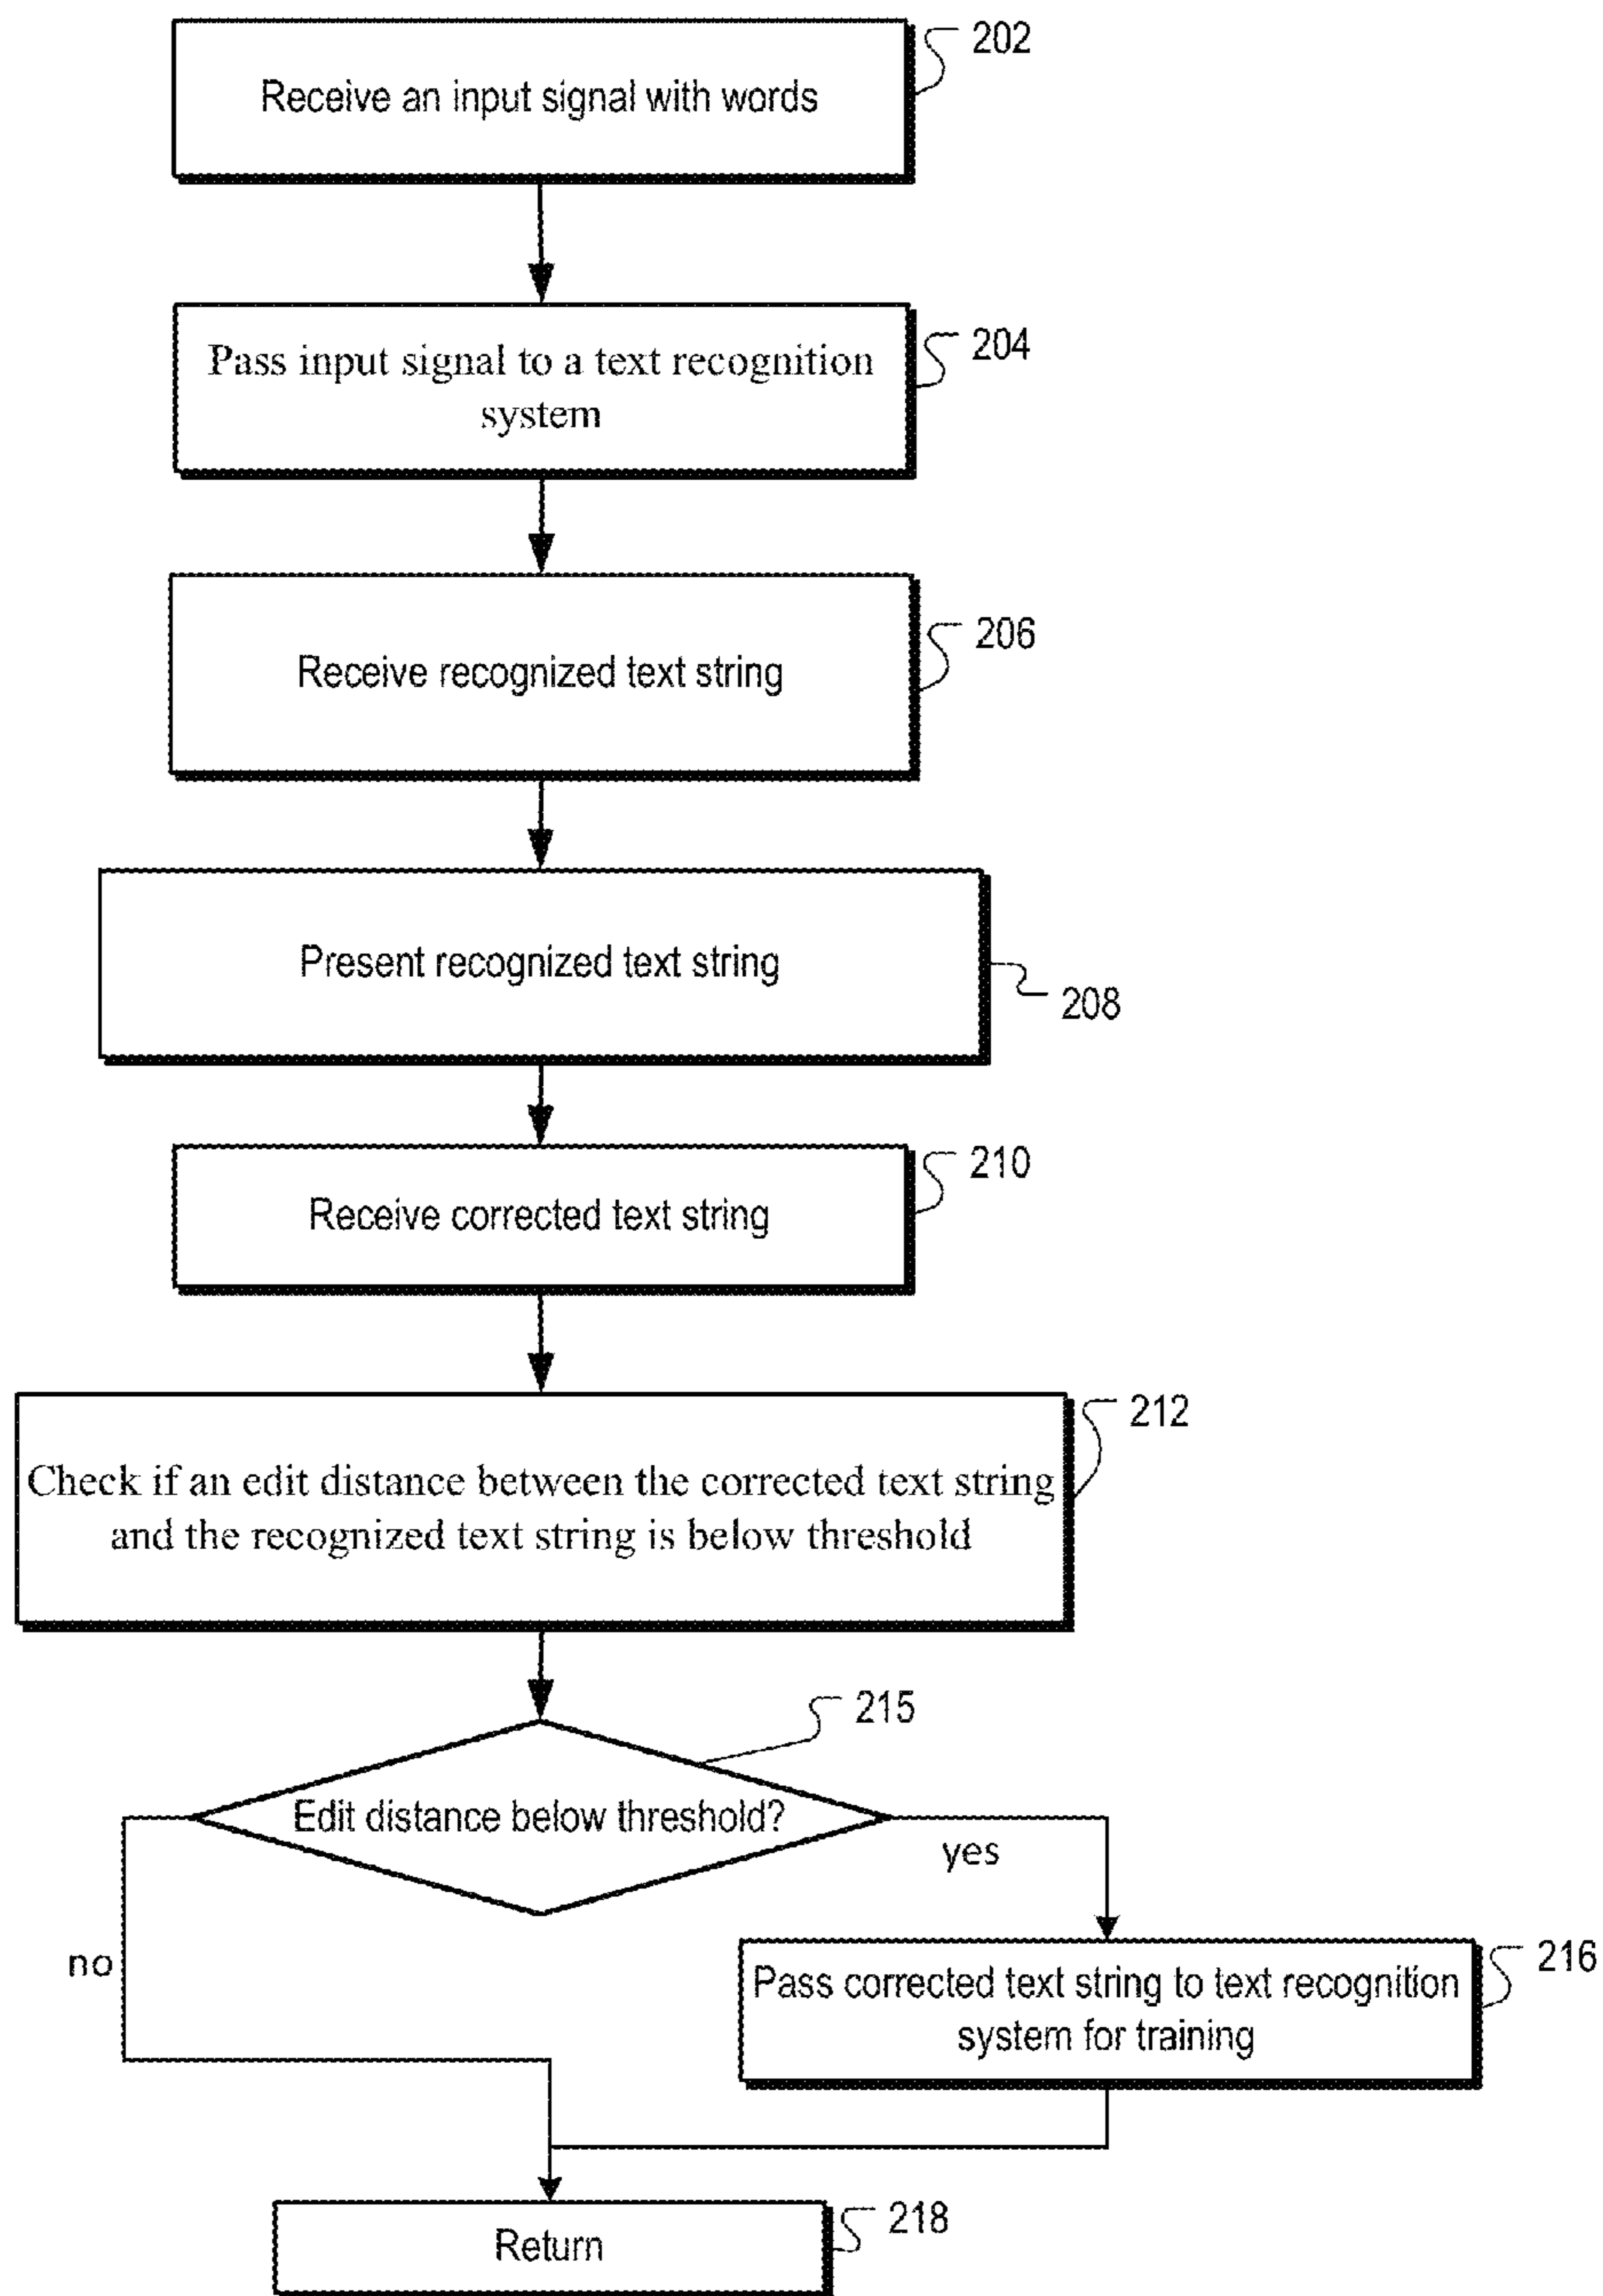 Receive an input signal with words
202
Pass input signal to a text recognition
system
204
Receive recognized text string
206
Present recognized text string
208
Receive corrected text string
210
Check if an edit distance between the corrected text string
and the recognized text string is below threshold
212
215
Edit distance below threshold?
yes
no
Pass corrected text string to text recognition
system for training
216
Return
218